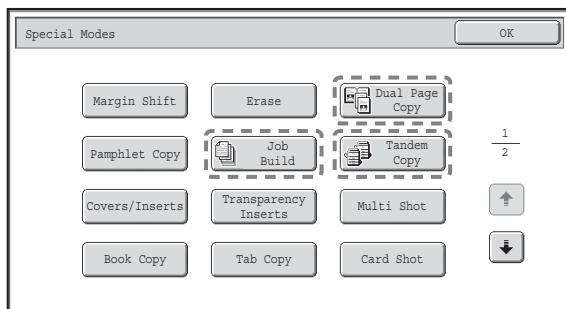 Special Modes
OK
Margin Shift
Erase
Dual Page
Copy
Pamphlet Copy
Job
Build
Tandem
Copy
1
2
Covers/Inserts
Transparency
Inserts
Multi Shot
Book Copy
Tab Copy
Card Shot